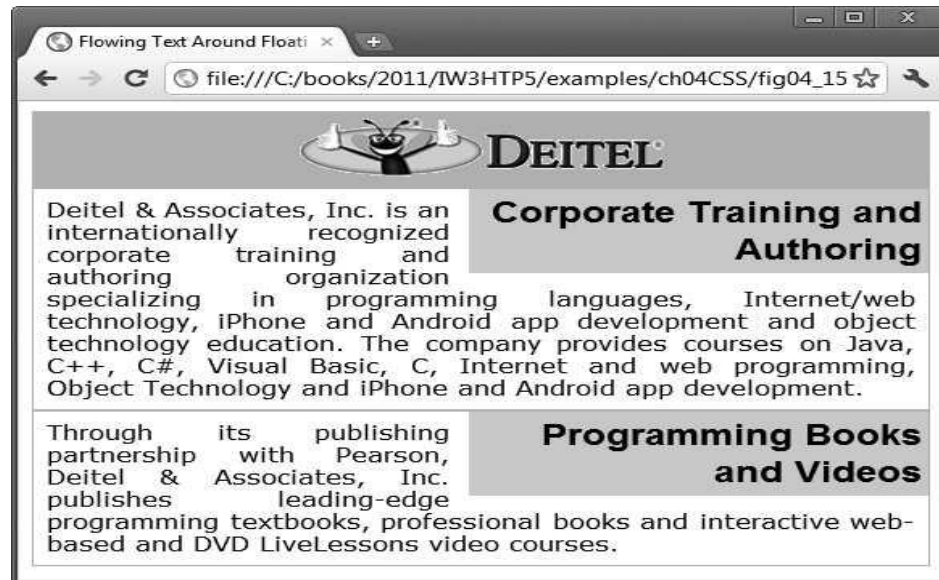 Flowing Text Around Floati
file:///C:/books/2011/IW3HTP5/examples/ch04CSS/fig04_15
DEITEL®
Corporate Training and
Authoring
Deitel & Associates, Inc. is an
internationally recognized
corporate training and
authoring organization
specializing in programming languages, Internet/web
technology, iPhone and Android app development and object
technology education. The company provides courses on Java,
C++, C#, Visual Basic, C, Internet and web programming,
Object Technology and iPhone and Android app development.
Programming Books
and Videos
Through its publishing
partnership with Pearson,
Deitel & Associates, Inc.
publishes leading-edge
programming textbooks, professional books and interactive web-
based and DVD LiveLessons video courses.